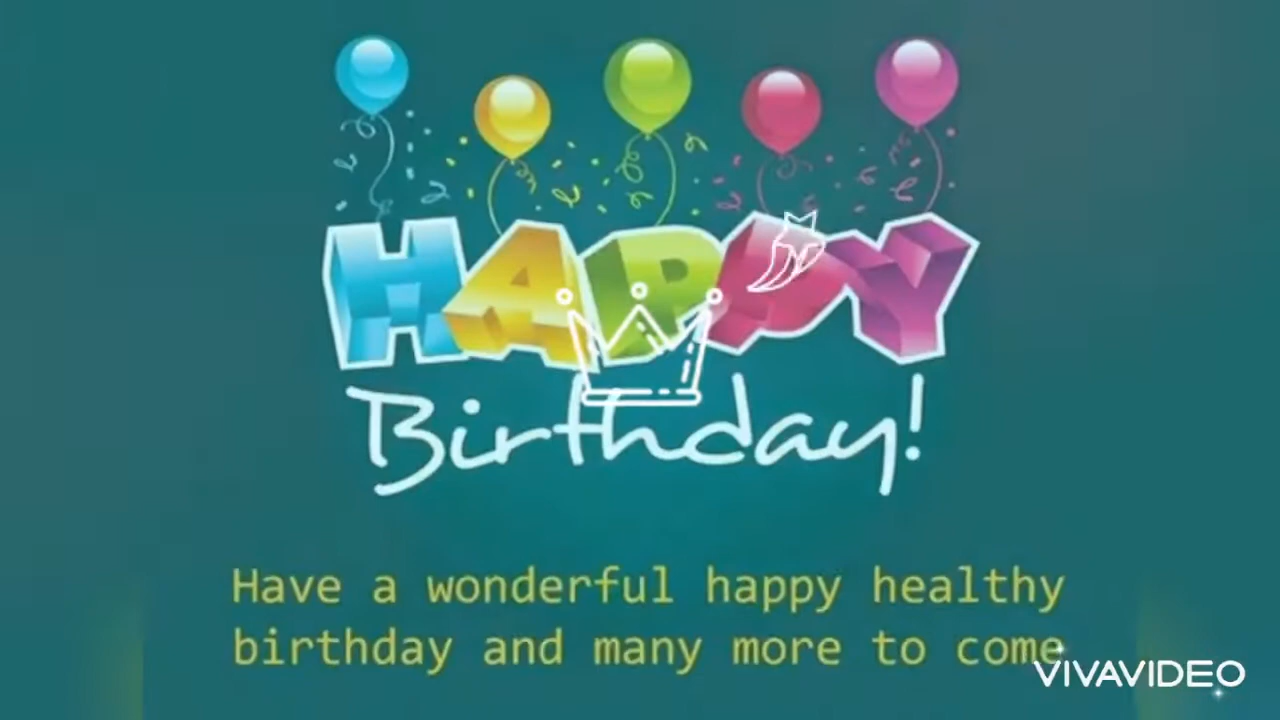 HAPPY
Birthday!
Have a wonderful happy healthy
birthday and many more to come
VIVAVIDEO